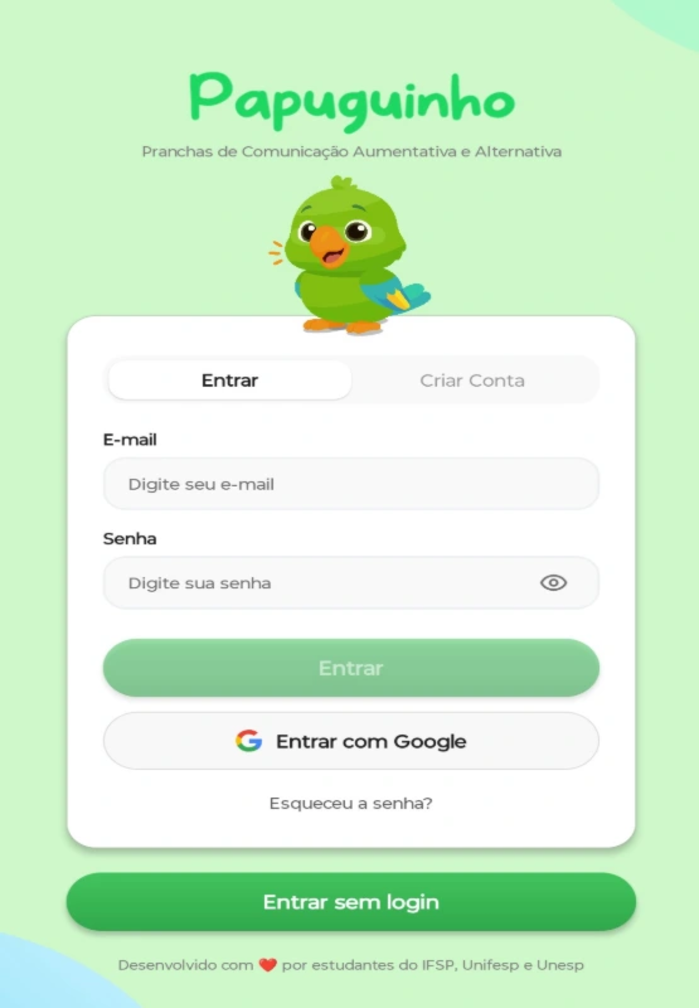 Papuguinho
Pranchas de Comunicação Aumentativa e Alternativa
Entrar
Criar Conta
E-mail
Digite seu e-mail
Senha
Digite sua senha
Entrar
Entrar com Google
Esqueceu a senha?
Entrar sem login
Desenvolvido com ❤️ por estudantes do IFSP, Unifesp e Unesp